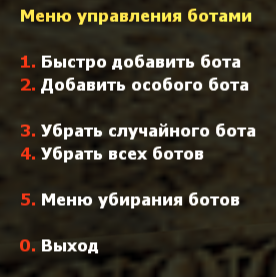 Меню управления ботами
1. Быстро добавить бота
2. Добавить особого бота
3. Убрать случайного бота
4. Убрать всех ботов
5. Меню убирания ботов
0. Выход